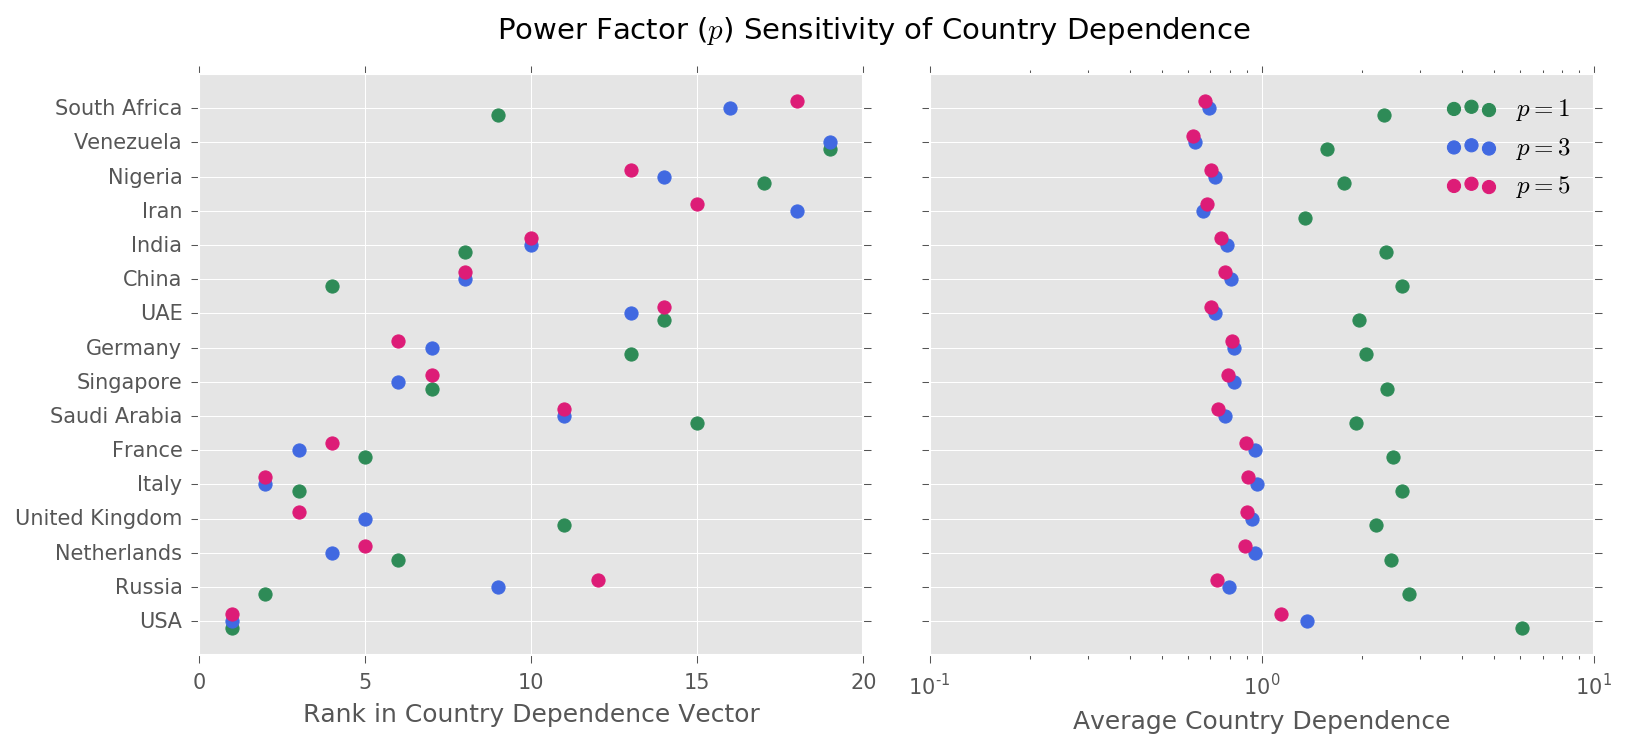 Power Factor (p) Sensitivity of Country Dependence
South Africa
Venezuela
Nigeria
Iran
India
China
UAE
Germany
Singapore
Saudi Arabia
France
Italy
United Kingdom
Netherlands
Russia
USA
0 5 10 15 20
Rank in Country Dependence Vector
p = 1
p = 3
p = 5
10^-1 10^0 10^1
Average Country Dependence